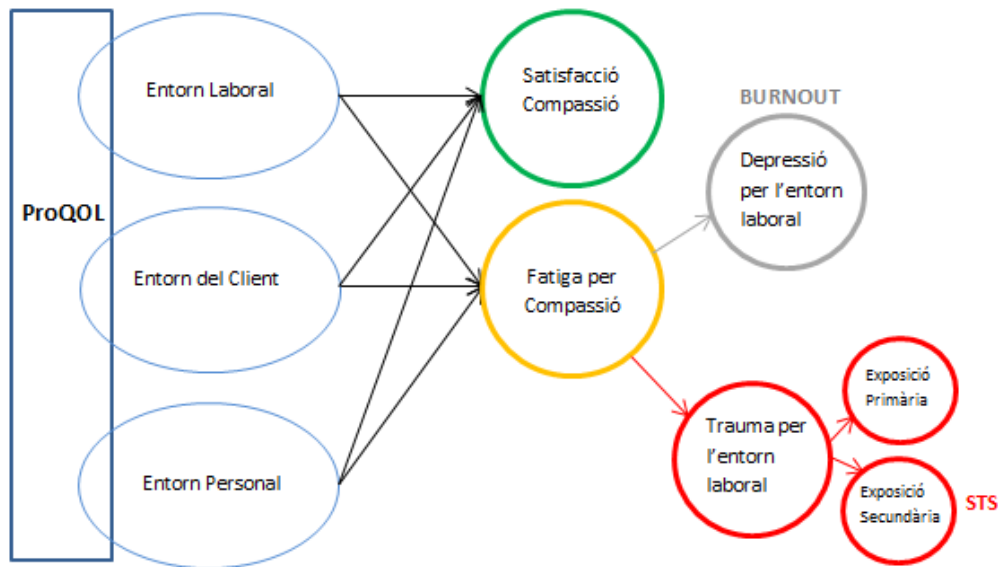 ProQOL
Entorn Laboral
Entorn del Client
Entorn Personal
Satisfacció
Compassió
Fatiga per
Compassió
BURNOUT
Depressió
per l'entorn
laboral
Trauma per
l'entorn
laboral
Exposició
Primària
Exposició
Secundària
STS